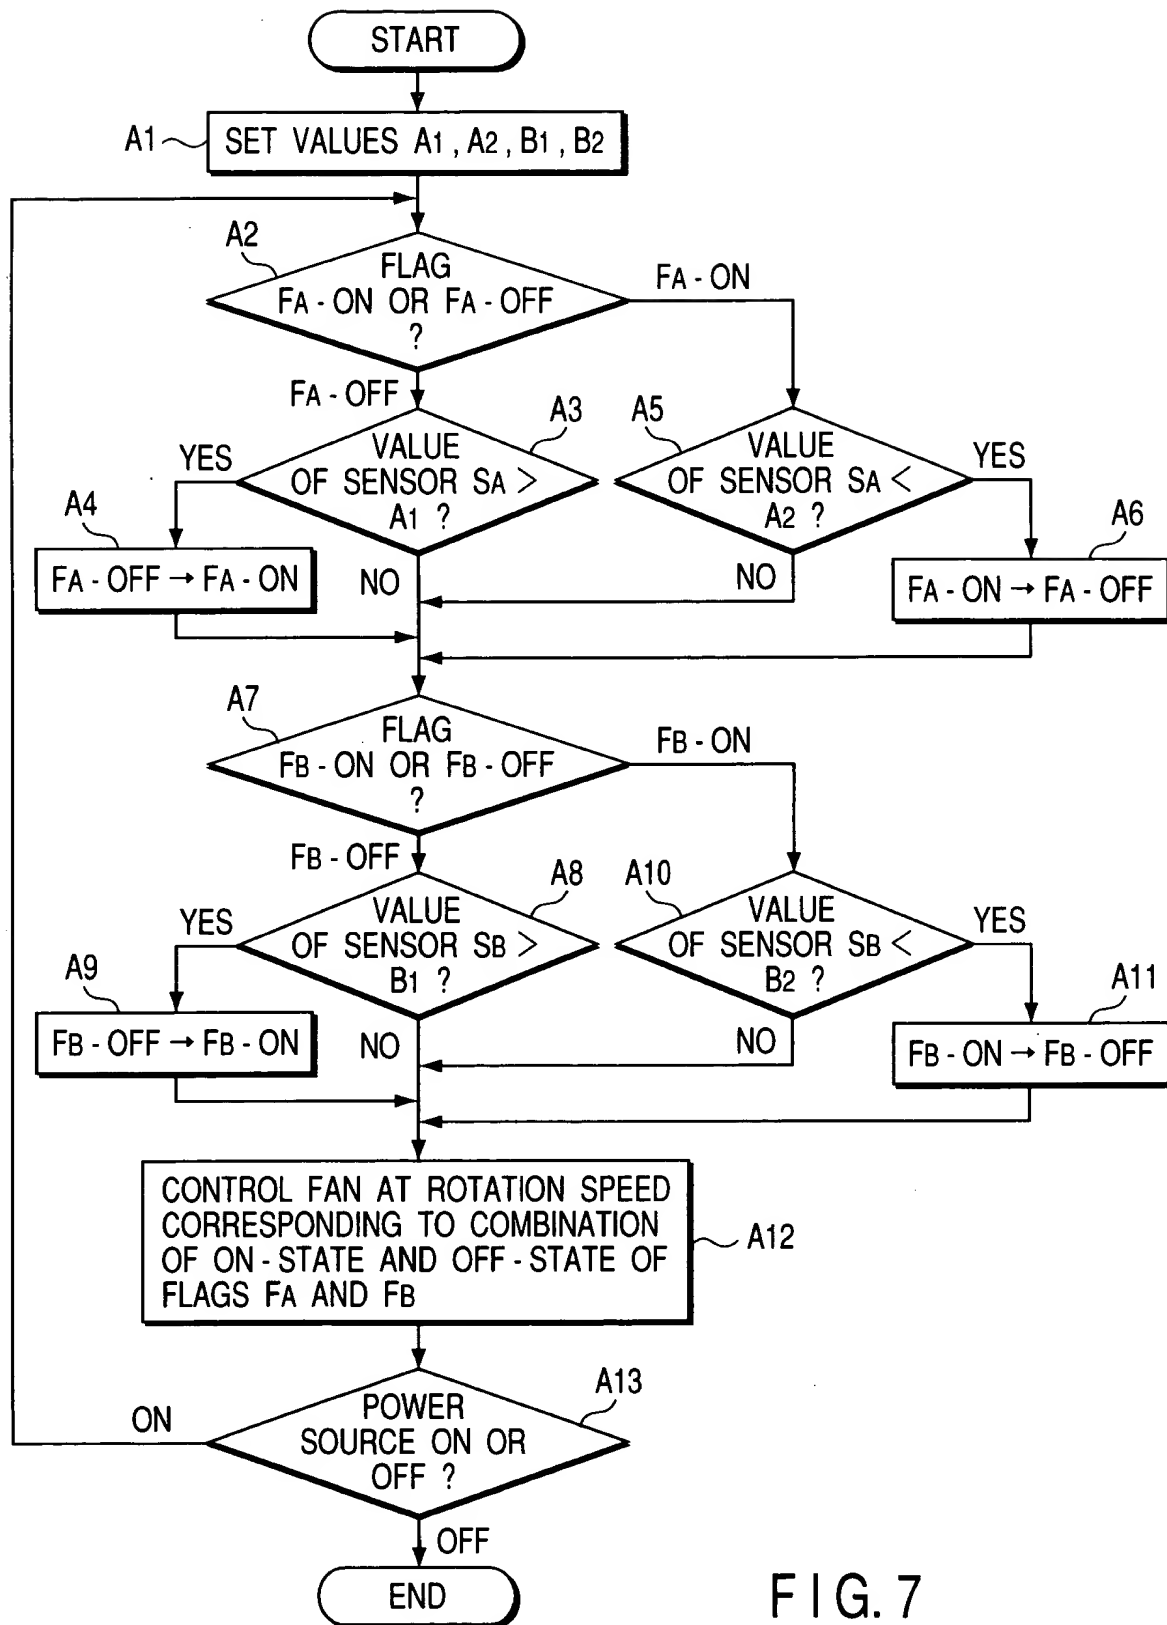 START
A1
SET VALUES A1, A2, B1, B2
A2
FLAG
FA-ON OR FA-OFF
?
FA-ON
FA-OFF
A3
VALUE
OF SENSOR SA >
A1 ?
YES
NO
A4
FA-OFF → FA-ON
A5
VALUE
OF SENSOR SA <
A2 ?
YES
NO
A6
FA-ON → FA-OFF
A7
FLAG
FB-ON OR FB-OFF
?
FB-ON
FB-OFF
A8
VALUE
OF SENSOR SB >
B1 ?
YES
NO
A9
FB-OFF → FB-ON
A10
VALUE
OF SENSOR SB <
B2 ?
YES
NO
A11
FB-ON → FB-OFF
CONTROL FAN AT ROTATION SPEED
CORRESPONDING TO COMBINATION
OF ON-STATE AND OFF-STATE OF
FLAGS FA AND FB
A12
A13
POWER
SOURCE ON OR
OFF ?
ON
OFF
END
FIG. 7